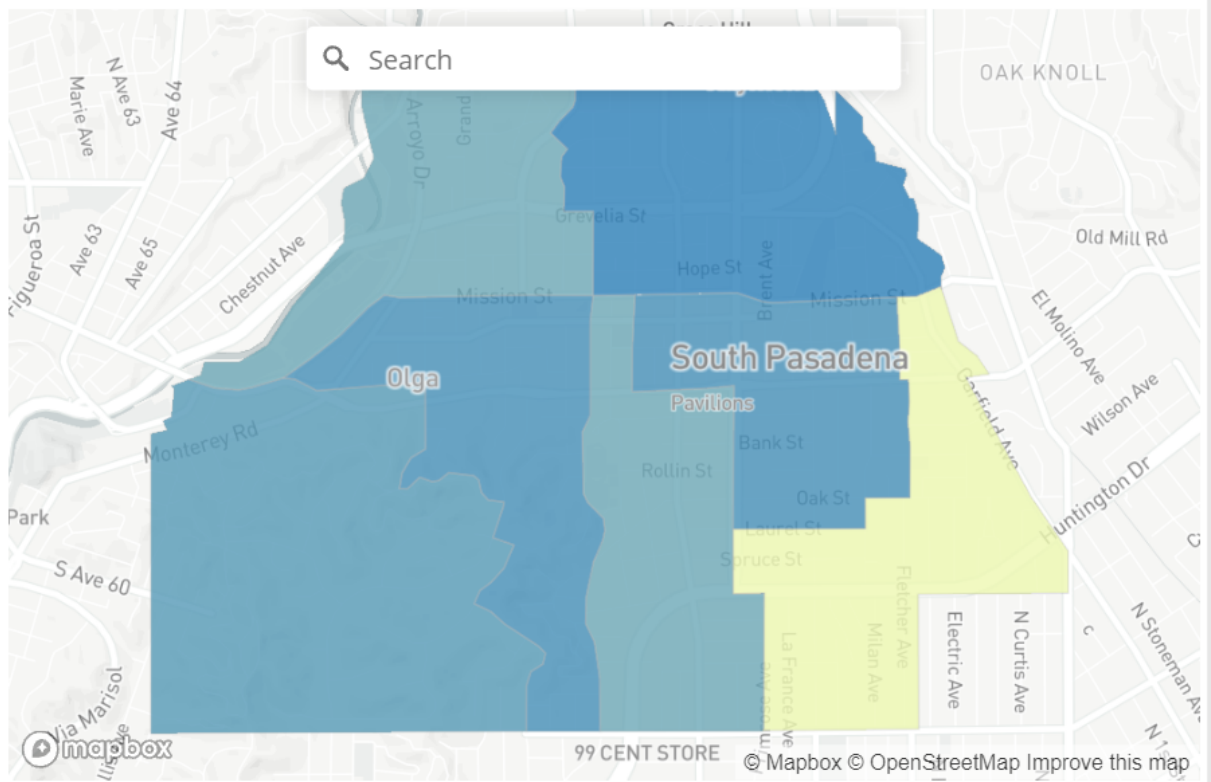 Search
OAK KNOLL
N Ave 63
Marie Ave
Ave 64
Arroyo Dr
Grevelia St
Figueroa St
Ave 63
Ave 65
Chestnut Ave
Old Mill Rd
Hope St
Brent Ave
Mission St
Mission St
El Molino Ave
South Pasadena
Olga
Pavilions
Garfield Ave
Wilson Ave
Monterey Rd
Bank St
Rollin St
Oak St
Huntington Dr
Park
Laurel St
Spruce St
S Ave 60
Fletcher Ave
Milan Ave
La France Ave
Electric Ave
N Curtis Ave
N Stoneman Ave
Via Marisol
mapbox
99 CENT STORE
© Mapbox © OpenStreetMap Improve this map